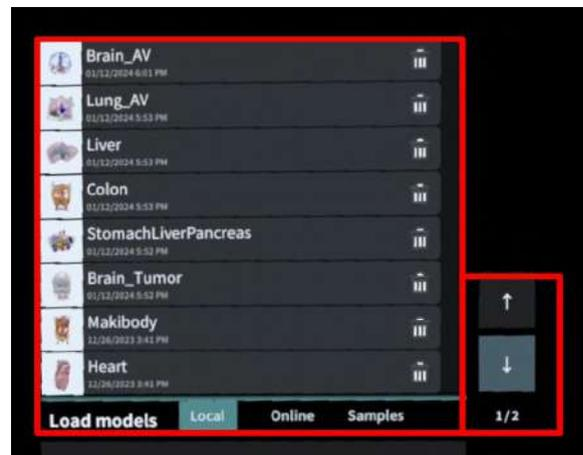 Brain_AV
01/12/2024 6:01 PM
Lung_AV
01/12/2024 5:53 PM
Liver
01/12/2024 5:53 PM
Colon
01/12/2024 5:53 PM
StomachLiverPancreas
01/12/2024 5:52 PM
Brain_Tumor
01/12/2024 5:52 PM
Makibody
12/26/2023 3:41 PM
Heart
12/26/2023 3:41 PM
↑
↓
Load models Local Online Samples 1/2